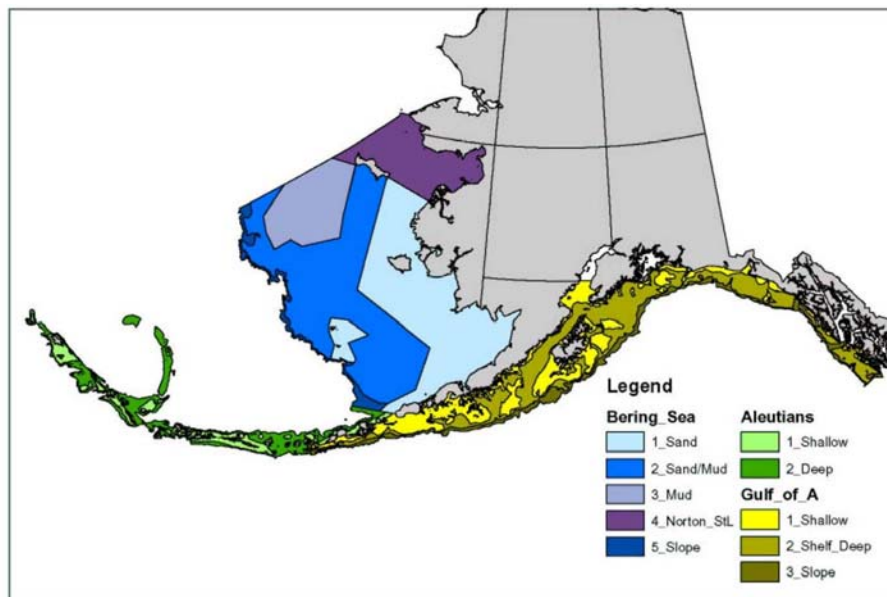 Legend
Bering_Sea
1_Sand
2_Sand/Mud
3_Mud
4_Norton_StL
5_Slope
Aleutians
1_Shallow
2_Deep
Gulf_of_A
1_Shallow
2_Shelf_Deep
3_Slope